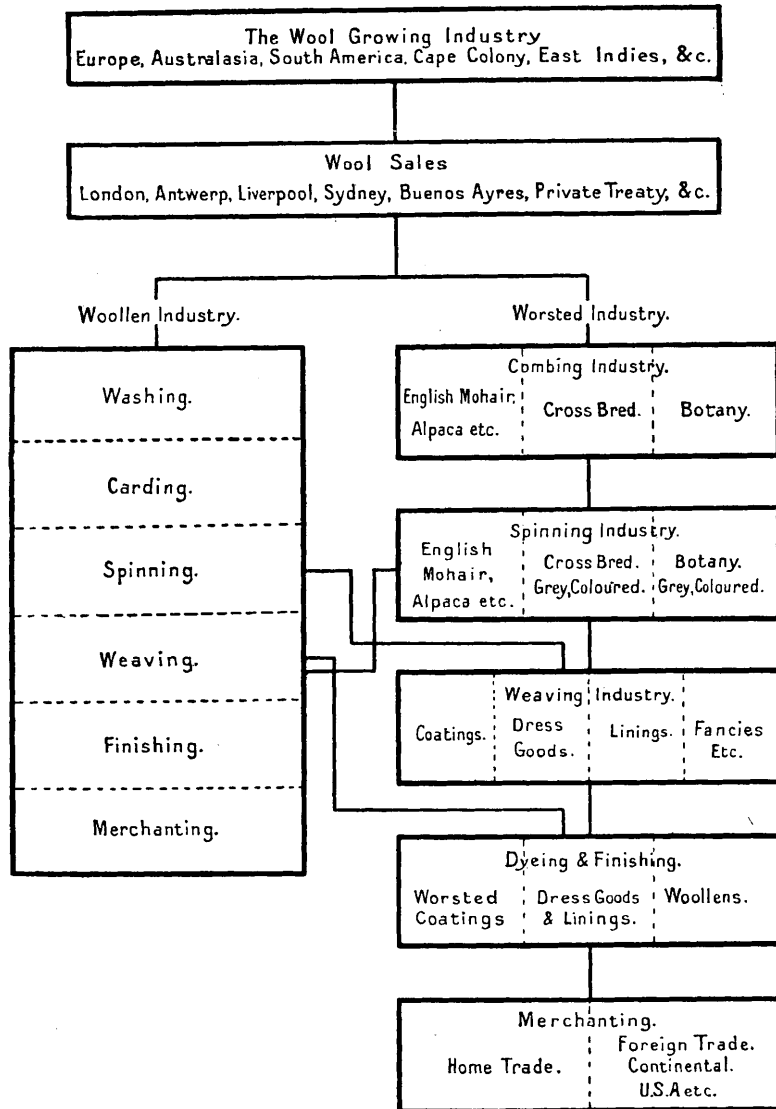 The Wool Growing Industry
Europe, Australasia, South America, Cape Colony, East Indies, &c.
Wool Sales
London, Antwerp, Liverpool, Sydney, Buenos Ayres, Private Treaty, &c.
Woollen Industry.
Washing.
Carding.
Spinning.
Weaving.
Finishing.
Merchanting.
Worsted Industry.
Combing Industry.
English Mohair,
Alpaca etc.
Cross Bred.
Botany.
Spinning Industry.
English
Mohair,
Alpaca etc.
Cross Bred.
Grey, Coloured.
Botany.
Grey, Coloured.
Weaving Industry.
Coatings.
Dress
Goods.
Linings.
Fancies
Etc.
Dyeing & Finishing.
Worsted
Coatings
Dress Goods
& Linings.
Woollens.
Merchanting.
Home Trade.
Foreign Trade.
Continental.
U.S.A etc.